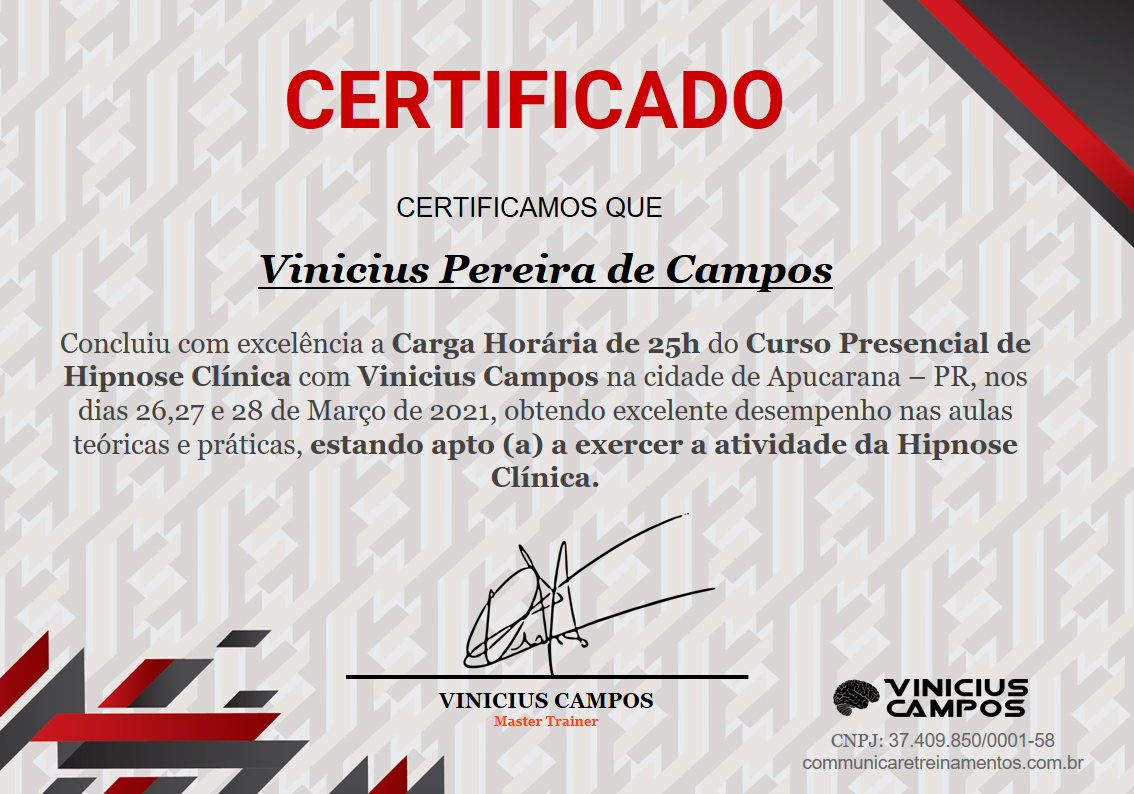 CERTIFICADO
CERTIFICAMOS QUE
Vinicius Pereira de Campos
Concluiu com excelência a Carga Horária de 25h do Curso Presencial de
Hipnose Clínica com Vinicius Campos na cidade de Apucarana – PR, nos
dias 26,27 e 28 de Março de 2021, obtendo excelente desempenho nas aulas
teóricas e práticas, estando apto (a) a exercer a atividade da Hipnose
Clínica.
VINICIUS CAMPOS
Master Trainer
VINICIUS
CAMPOS
CNPJ: 37.409.850/0001-58
communicaretreinamentos.com.br